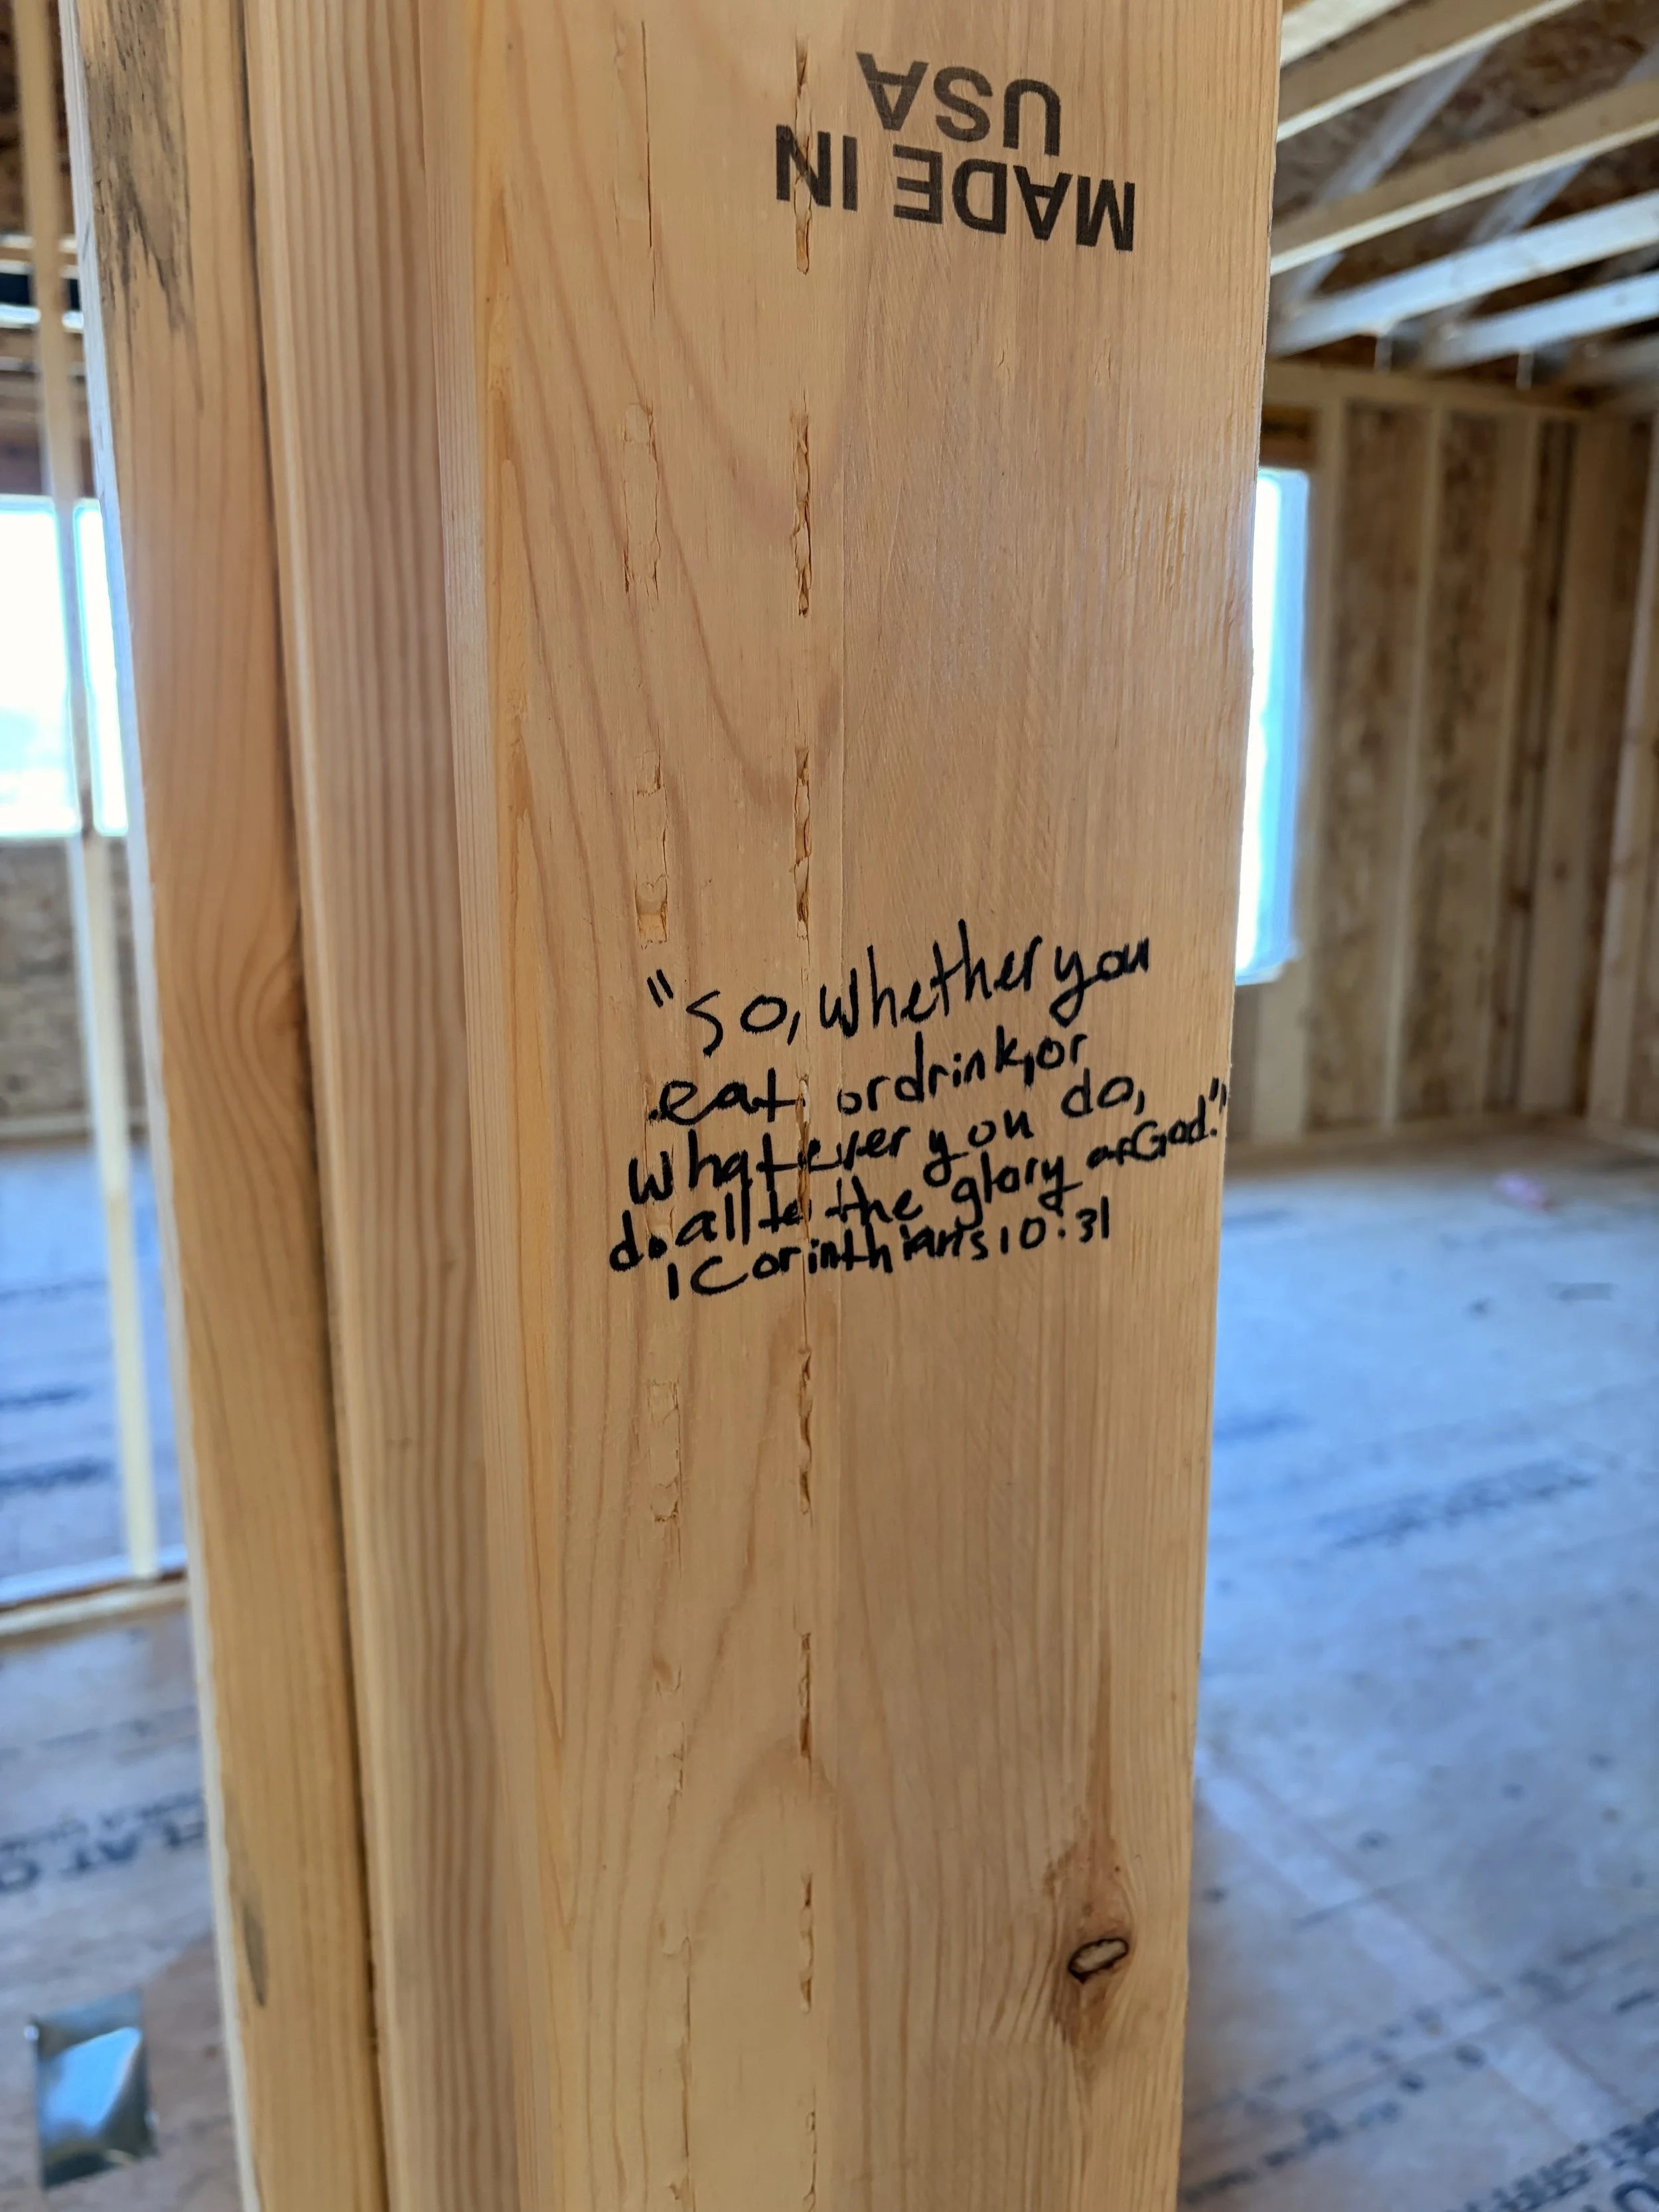 MADE IN
USA
"So, whether you
eat or drink, or
whatever you do,
do all to the glory of God."
1 Corinthians 10:31